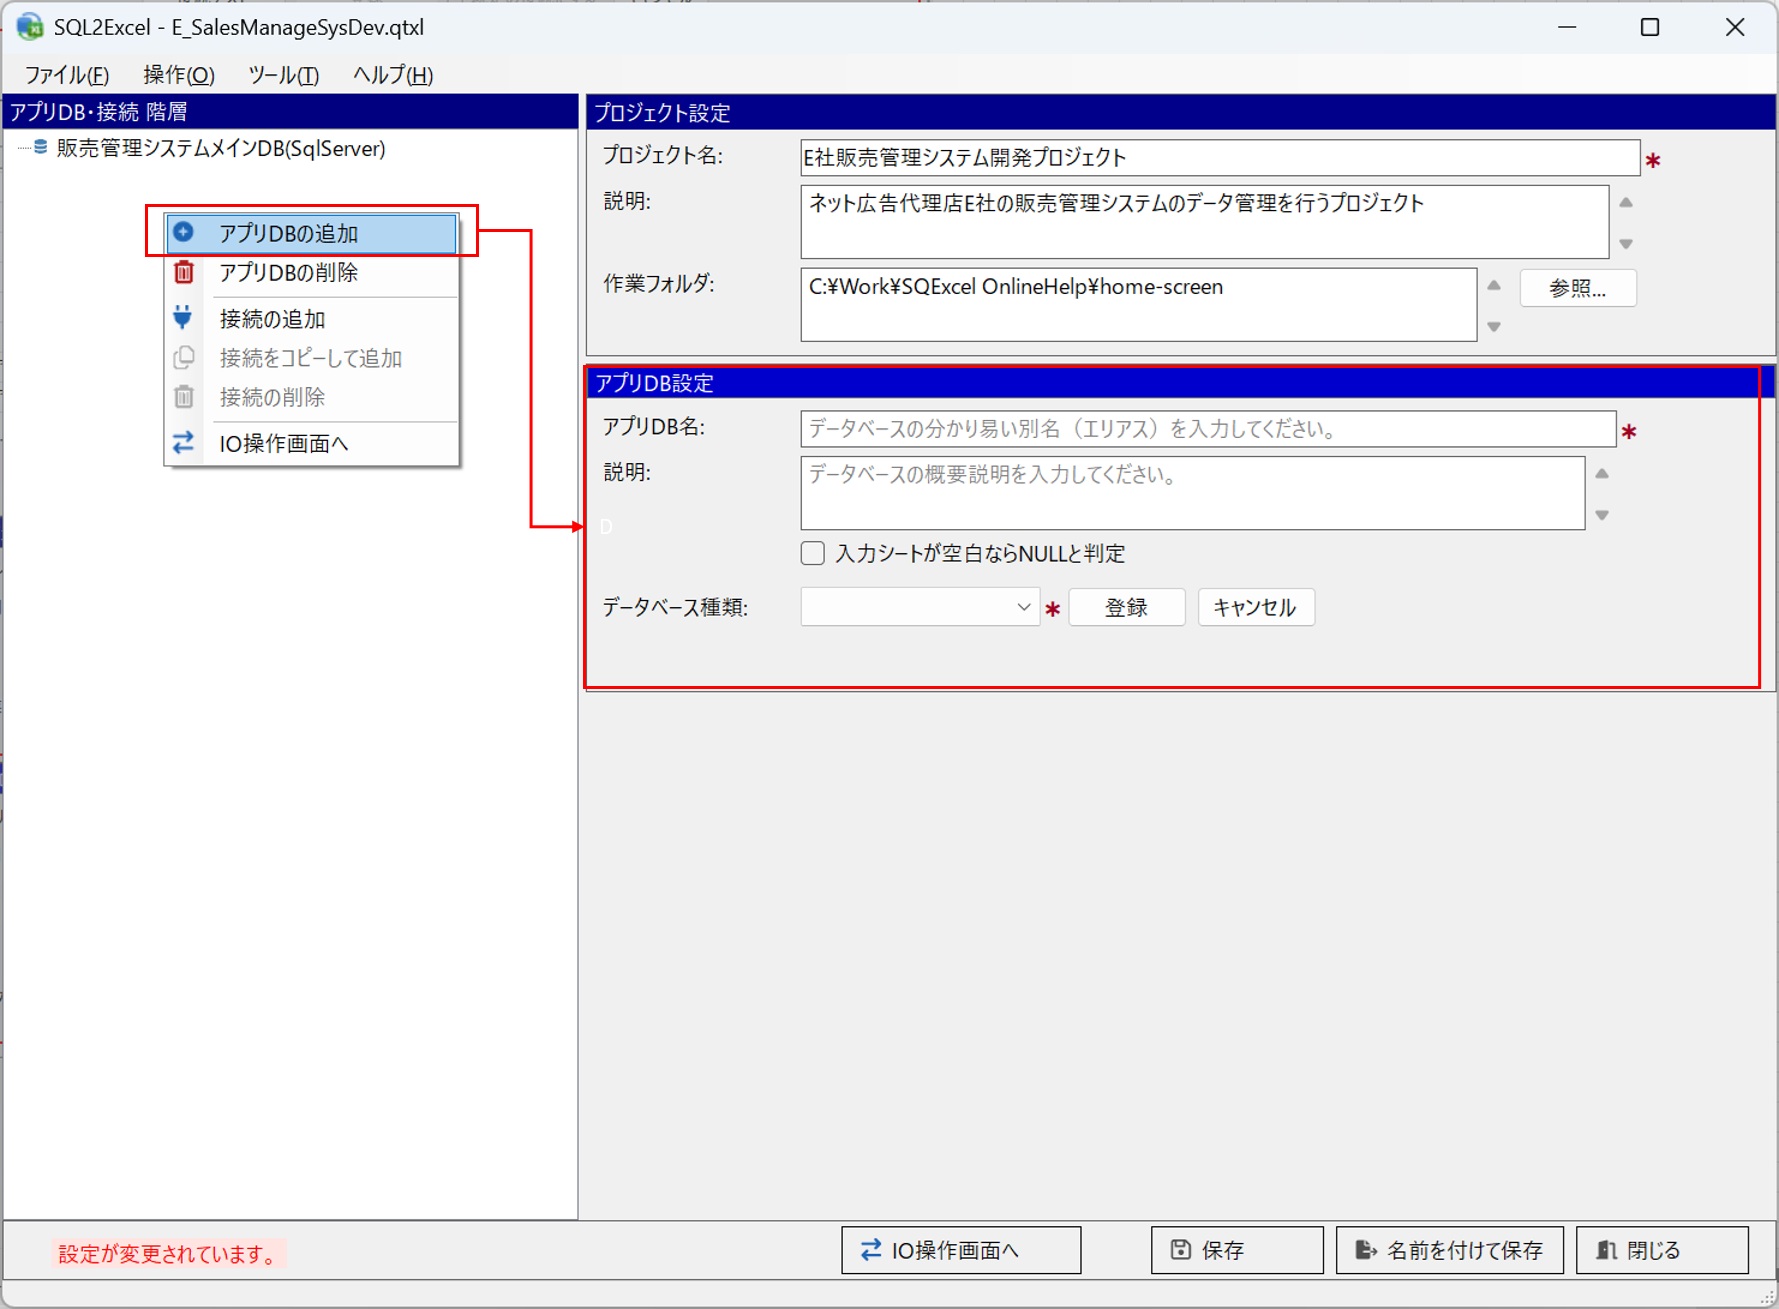 SQL2Excel - E_SalesManageSysDev.qtxl
ファイル(F) 操作(O) ツール(T) ヘルプ(H)
アプリDB・接続 階層
販売管理システムメインDB(SqlServer)
アプリDBの追加
アプリDBの削除
接続の追加
接続をコピーして追加
接続の削除
IO操作画面へ
プロジェクト設定
プロジェクト名:
E社販売管理システム開発プロジェクト
*
説明:
ネット広告代理店E社の販売管理システムのデータ管理を行うプロジェクト
作業フォルダ:
C:¥Work¥SQExcel OnlineHelp¥home-screen
参照...
アプリDB設定
アプリDB名:
データベースの分かり易い別名（エリアス）を入力してください。
*
説明:
データベースの概要説明を入力してください。
D
入力シートが空白ならNULLと判定
データベース種類:
*
登録
キャンセル
設定が変更されています。
IO操作画面へ
保存
名前を付けて保存
閉じる